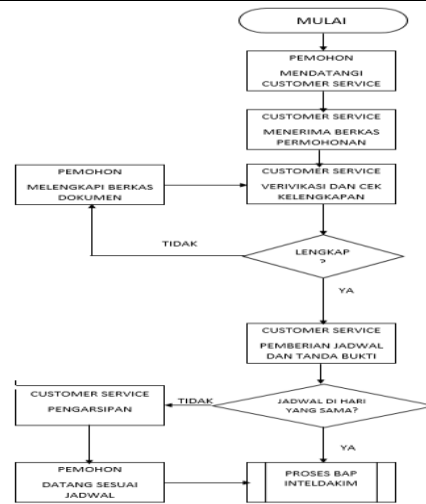 MULAI
PEMOHON
MENDATANGI
CUSTOMER SERVICE
CUSTOMER SERVICE
MENERIMA BERKAS
PERMOHONAN
PEMOHON
MELENGKAPI BERKAS
DOKUMEN
CUSTOMER SERVICE
VERIVIKASI DAN CEK
KELENGKAPAN
TIDAK
LENGKAP
?
YA
CUSTOMER SERVICE
PEMBERIAN JADWAL
DAN TANDA BUKTI
CUSTOMER SERVICE
PENGARSIPAN
TIDAK
JADWAL DI HARI
YANG SAMA?
YA
PEMOHON
DATANG SESUAI
JADWAL
PROSES BAP
INTELDAKIM